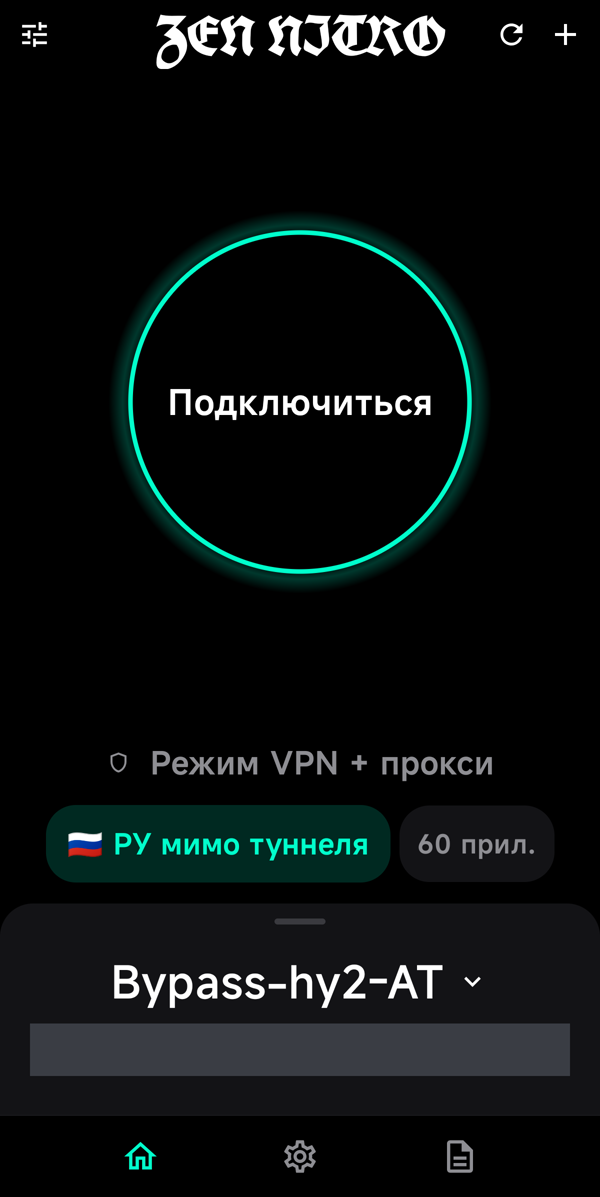 ZEN NITRO
Подключиться
Режим VPN + прокси
РУ мимо туннеля
60 прил.
Bypass-hy2-AT